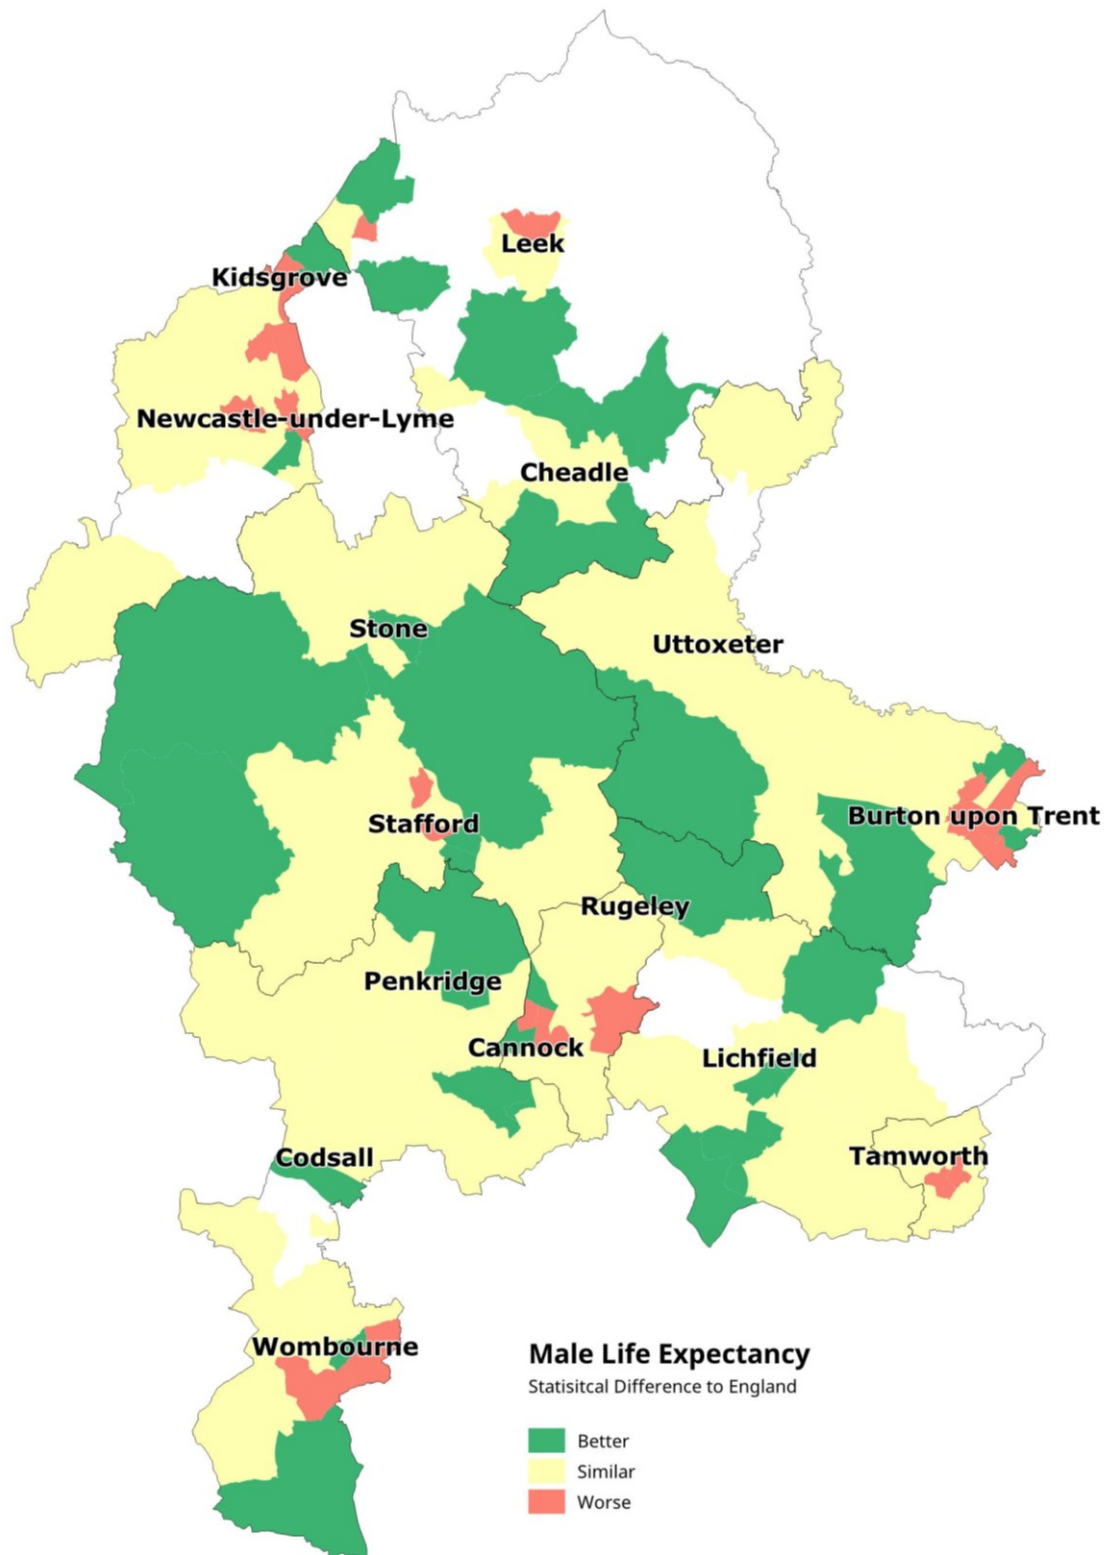 Leek
Kidsgrove
Newcastle-under-Lyme
Cheadle
Stone
Uttoxeter
Burton upon Trent
Stafford
Rugeley
Penkridge
Cannock
Lichfield
Codsall
Tamworth
Wombourne
Male Life Expectancy
Statisitcal Difference to England
Better
Similar
Worse